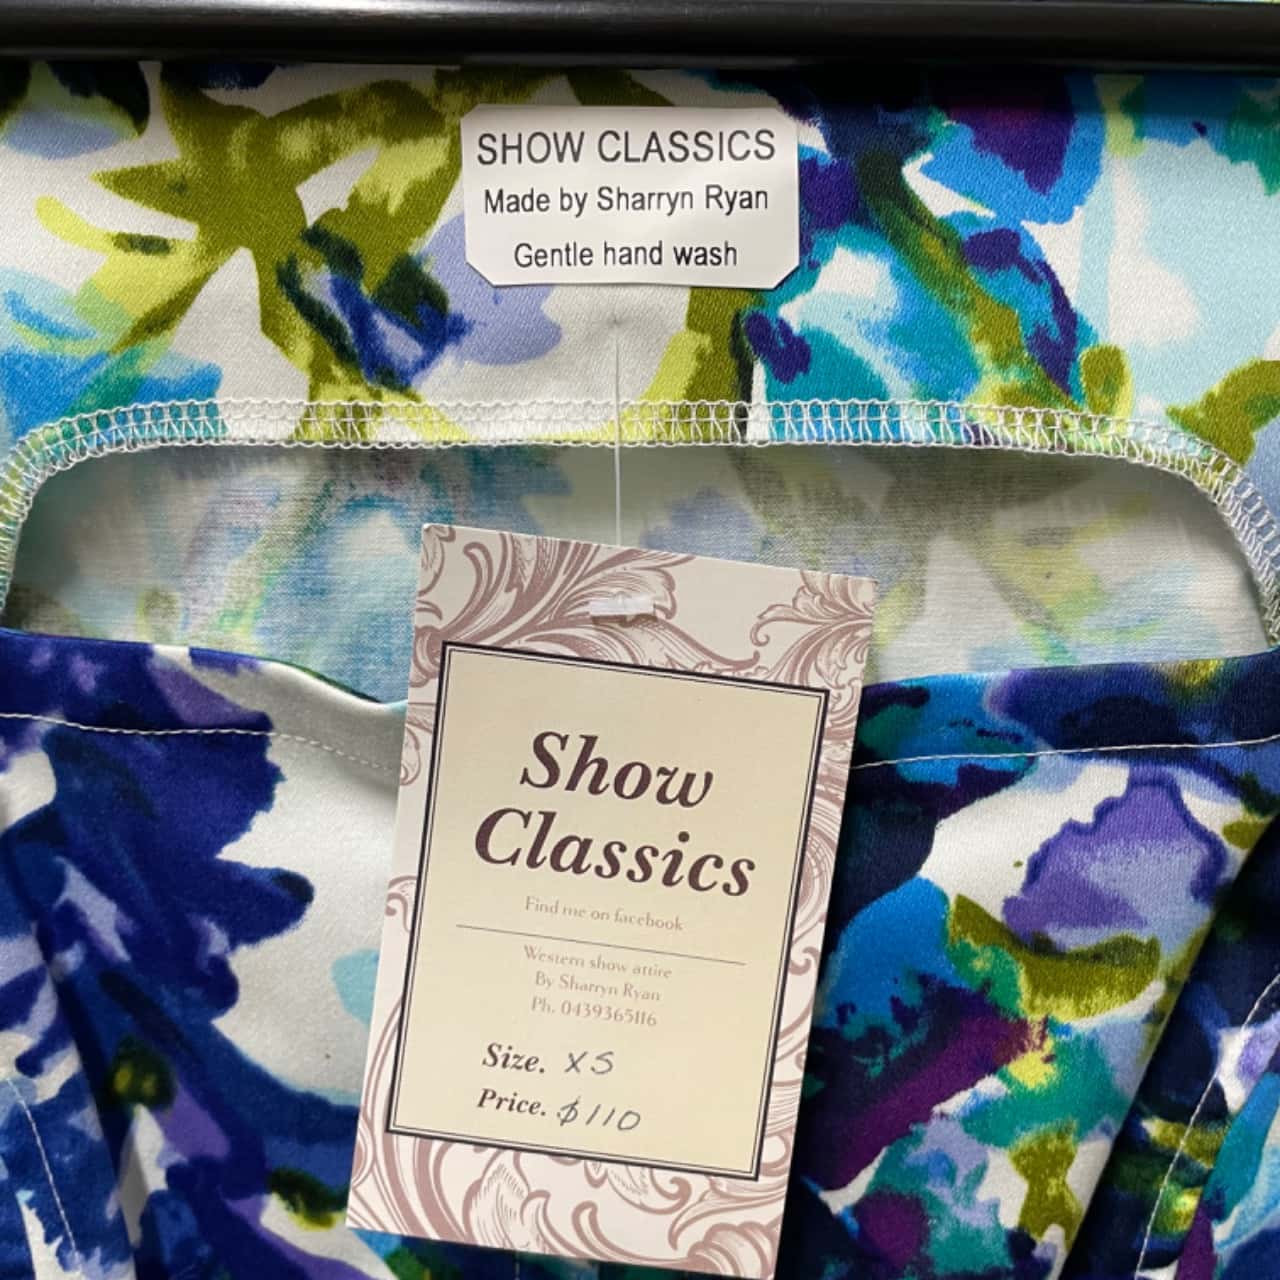 SHOW CLASSICS
Made by Sharryn Ryan
Gentle hand wash
Show
Classics
Find me on facebook
Western show attire
By Sharryn Ryan
Ph. 0439365116
Size. XS
Price. $110